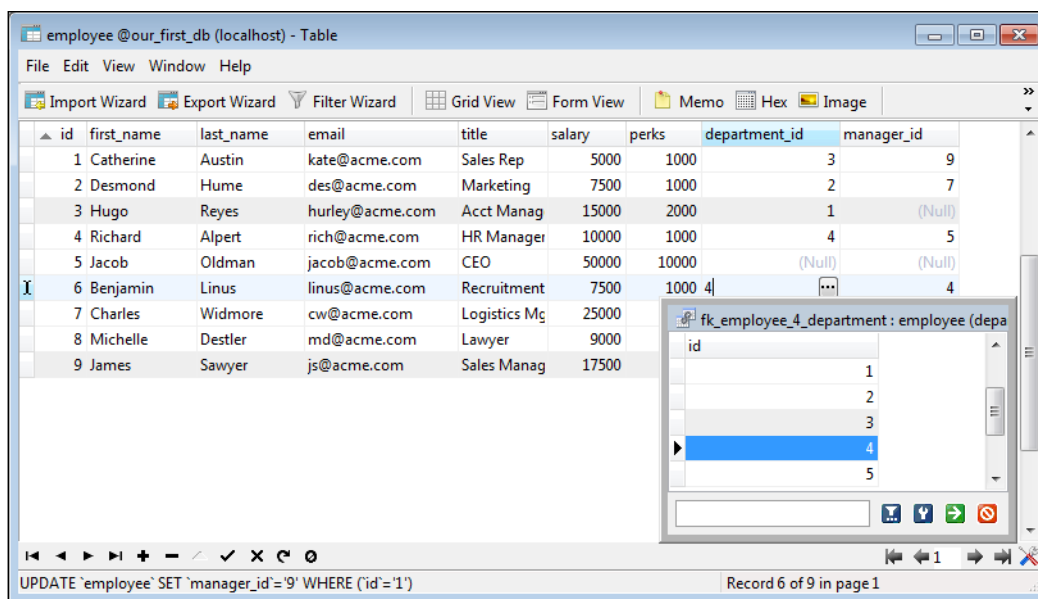 employee @our_first_db (localhost) - Table
File Edit View Window Help
Import Wizard Export Wizard Filter Wizard Grid View Form View Memo Hex Image »
id first_name last_name email title salary perks department_id manager_id
1 Catherine Austin kate@acme.com Sales Rep 5000 1000 3 9
2 Desmond Hume des@acme.com Marketing 7500 1000 2 7
3 Hugo Reyes hurley@acme.com Acct Manag 15000 2000 1 (Null)
4 Richard Alpert rich@acme.com HR Manager 10000 1000 4 5
5 Jacob Oldman jacob@acme.com CEO 50000 10000 (Null) (Null)
6 Benjamin Linus linus@acme.com Recruitment 7500 1000 4 ... 4
7 Charles Widmore cw@acme.com Logistics Mg 25000
8 Michelle Destler md@acme.com Lawyer 9000
9 James Sawyer js@acme.com Sales Manag 17500
fk_employee_4_department : employee (depa
id
1
2
3
4
5
1
UPDATE `employee` SET `manager_id`='9' WHERE (`id`='1')
Record 6 of 9 in page 1